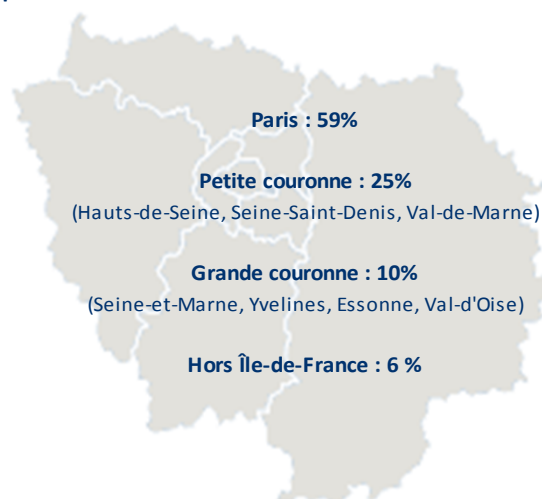 Paris : 59%
Petite couronne : 25%
(Hauts-de-Seine, Seine-Saint-Denis, Val-de-Marne)
Grande couronne : 10%
(Seine-et-Marne, Yvelines, Essonne, Val-d'Oise)
Hors Île-de-France : 6 %